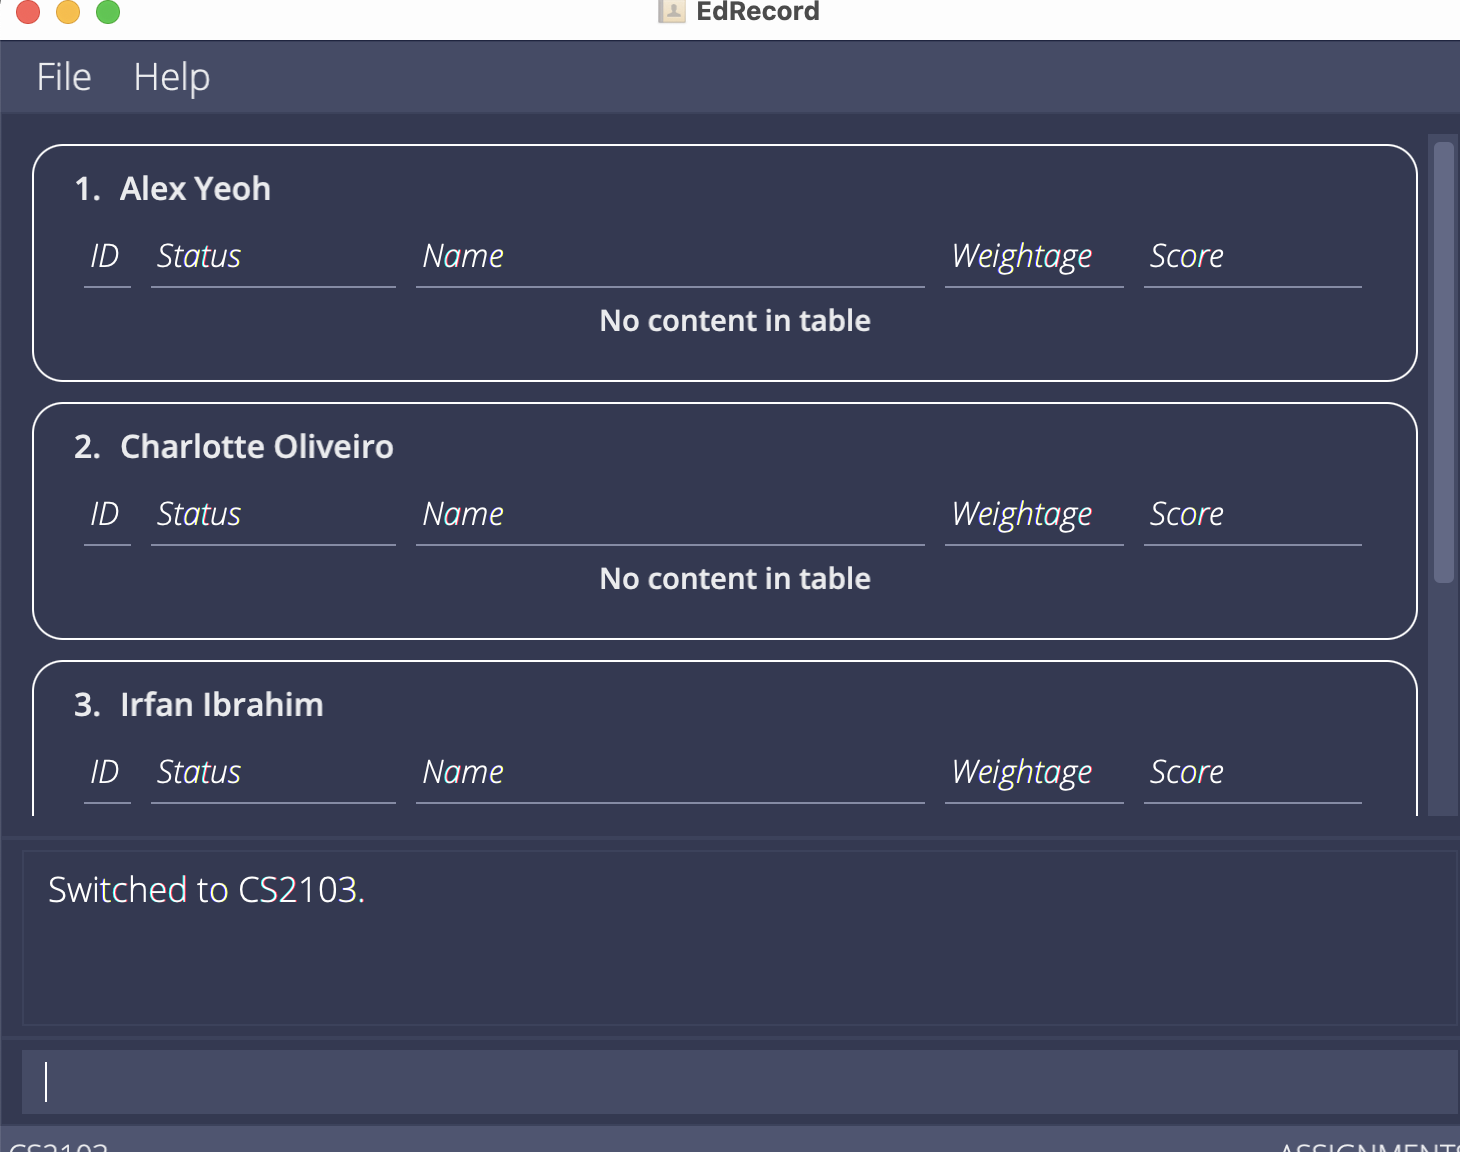 EdRecord
File Help
1. Alex Yeoh
ID Status Name Weightage Score
No content in table
2. Charlotte Oliveiro
ID Status Name Weightage Score
No content in table
3. Irfan Ibrahim
ID Status Name Weightage Score
Switched to CS2103.
CS2103 ASSIGNMENTS